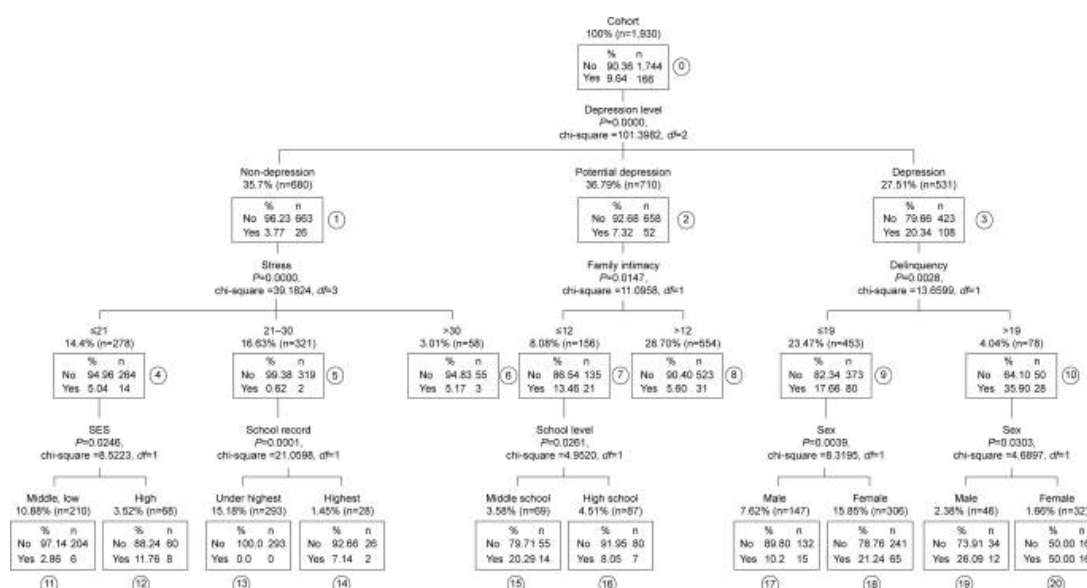 Cohort
100% (n=1,930)
% n
No 90.36 1,744
Yes 9.64 166
0
Depression level
P=0.0000,
chi-square =101.3982, df=2
Non-depression
35.7% (n=680)
% n
No 96.23 663
Yes 3.77 26
1
Potential depression
36.79% (n=710)
% n
No 92.68 658
Yes 7.32 52
2
Depression
27.51% (n=531)
% n
No 79.66 423
Yes 20.34 108
3
Stress
P=0.0000,
chi-square =39.1824, df=3
Family intimacy
P=0.0147,
chi-square =11.0958, df=1
Delinquency
P=0.0028,
chi-square =13.6599, df=1
≤21
14.4% (n=278)
% n
No 94.96 264
Yes 5.04 14
4
21–30
16.63% (n=321)
% n
No 99.38 319
Yes 0.62 2
5
>30
3.01% (n=58)
% n
No 94.83 55
Yes 5.17 3
6
≤12
8.08% (n=156)
% n
No 86.54 135
Yes 13.46 21
7
>12
28.70% (n=554)
% n
No 90.40 523
Yes 5.60 31
8
≤19
23.47% (n=453)
% n
No 82.34 373
Yes 17.66 80
9
>19
4.04% (n=78)
% n
No 64.10 50
Yes 35.90 28
10
SES
P=0.0246,
chi-square =8.5223, df=1
School record
P=0.0001,
chi-square =21.0598, df=1
School level
P=0.0261,
chi-square =4.9520, df=1
Sex
P=0.0039,
chi-square =8.3195, df=1
Sex
P=0.0303,
chi-square =4.6897, df=1
Middle, low
10.88% (n=210)
% n
No 97.14 204
Yes 2.86 6
11
High
3.52% (n=68)
% n
No 88.24 60
Yes 11.76 8
12
Under highest
15.18% (n=293)
% n
No 100.0 293
Yes 0.0 0
13
Highest
1.45% (n=28)
% n
No 92.66 26
Yes 7.14 2
14
Middle school
3.58% (n=69)
% n
No 79.71 55
Yes 20.29 14
15
High school
4.51% (n=87)
% n
No 91.95 80
Yes 8.05 7
16
Male
7.62% (n=147)
% n
No 89.80 132
Yes 10.2 15
17
Female
15.85% (n=306)
% n
No 78.76 241
Yes 21.24 65
18
Male
2.38% (n=46)
% n
No 73.91 34
Yes 26.09 12
19
Female
1.66% (n=32)
% n
No 50.00 16
Yes 50.00 16
20